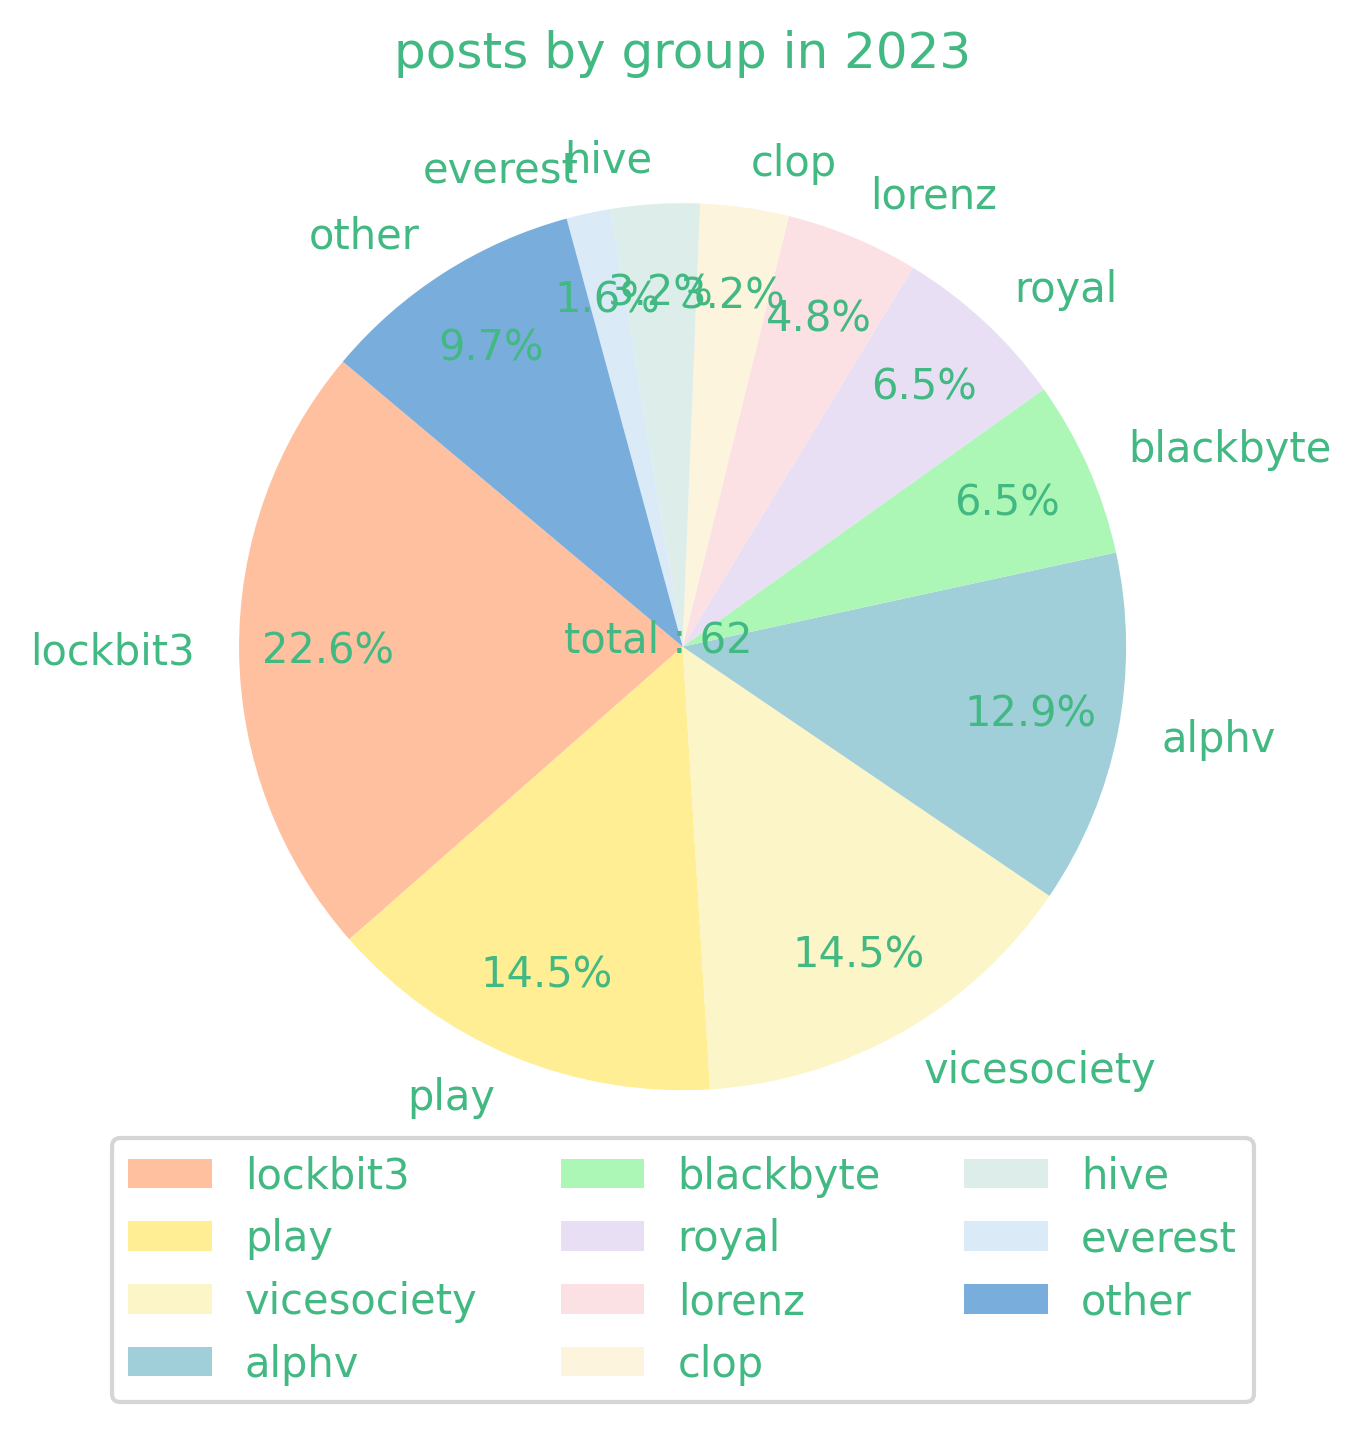 posts by group in 2023
hive
clop
everest
lorenz
other
royal
1.6%
3.2%
3.2%
4.8%
9.7%
6.5%
blackbyte
6.5%
total : 62
lockbit3
22.6%
12.9%
alphv
14.5%
14.5%
vicesociety
play
lockbit3
play
vicesociety
alphv
blackbyte
royal
lorenz
clop
hive
everest
other